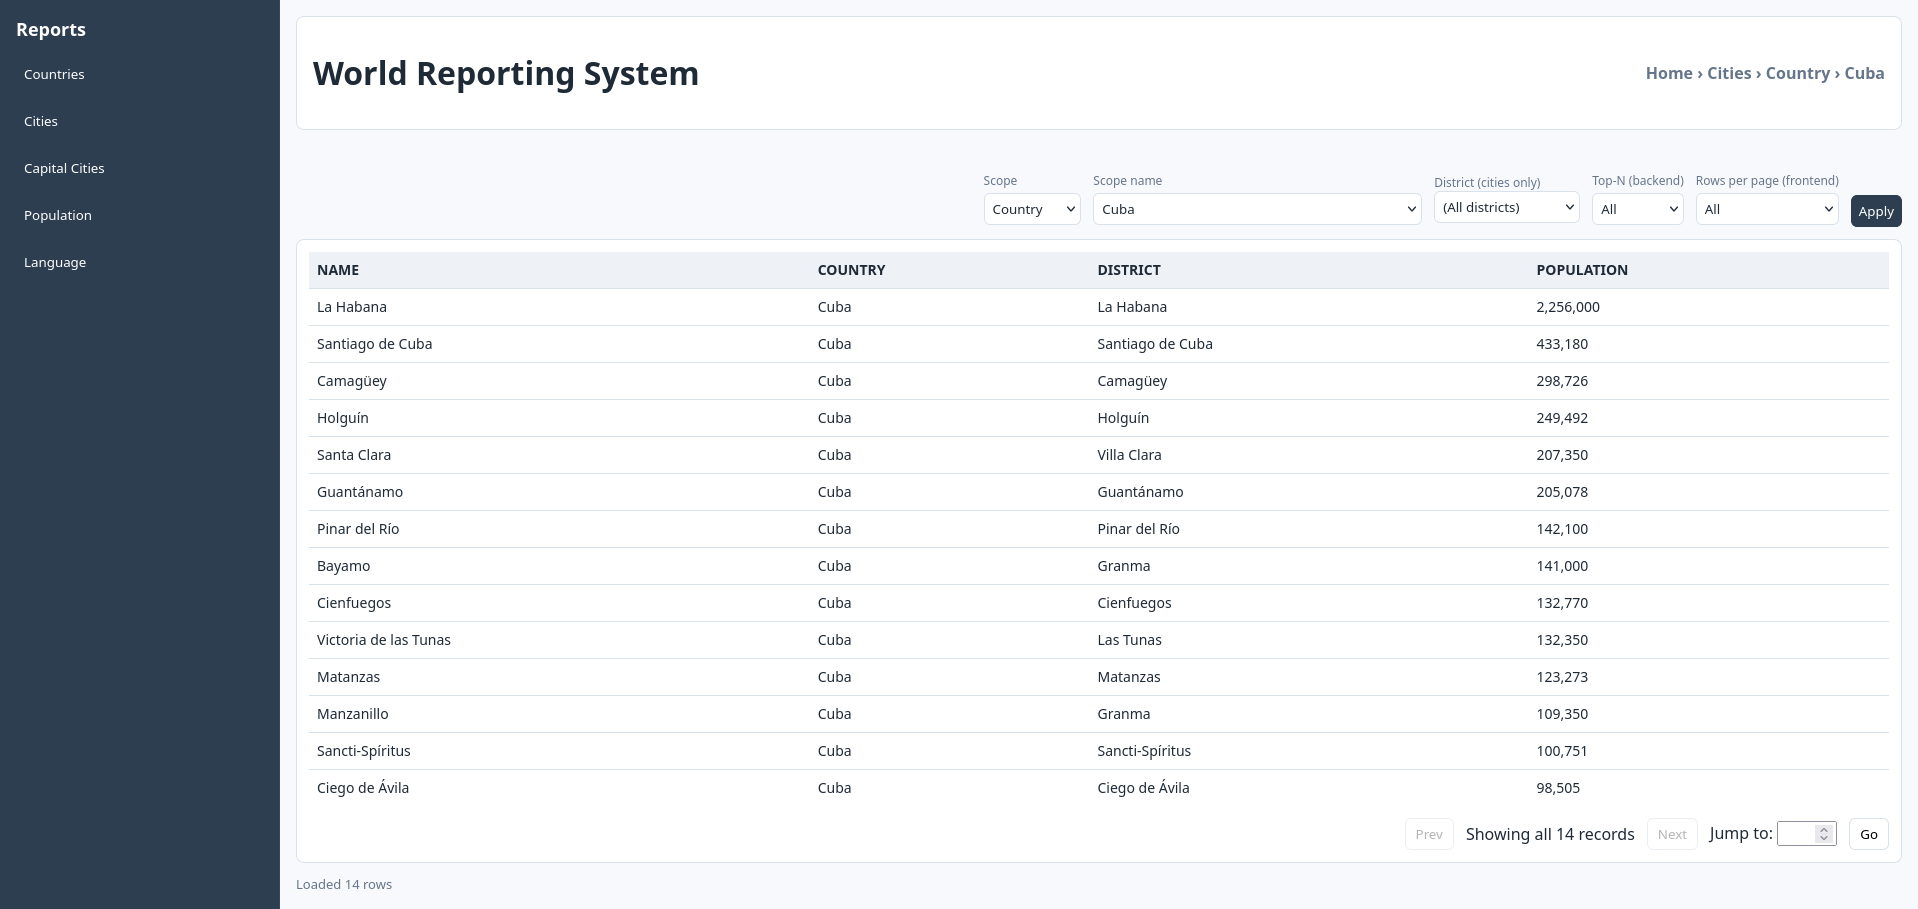 Reports
Countries
Cities
Capital Cities
Population
Language
World Reporting System
Home › Cities › Country › Cuba
Scope
Scope name
District (cities only)
Top-N (backend)
Rows per page (frontend)
Country
Cuba
(All districts)
All
All
Apply
NAME COUNTRY DISTRICT POPULATION
La Habana Cuba La Habana 2,256,000
Santiago de Cuba Cuba Santiago de Cuba 433,180
Camagüey Cuba Camagüey 298,726
Holguín Cuba Holguín 249,492
Santa Clara Cuba Villa Clara 207,350
Guantánamo Cuba Guantánamo 205,078
Pinar del Río Cuba Pinar del Río 142,100
Bayamo Cuba Granma 141,000
Cienfuegos Cuba Cienfuegos 132,770
Victoria de las Tunas Cuba Las Tunas 132,350
Matanzas Cuba Matanzas 123,273
Manzanillo Cuba Granma 109,350
Sancti-Spíritus Cuba Sancti-Spíritus 100,751
Ciego de Ávila Cuba Ciego de Ávila 98,505
Prev Showing all 14 records Next Jump to: Go
Loaded 14 rows